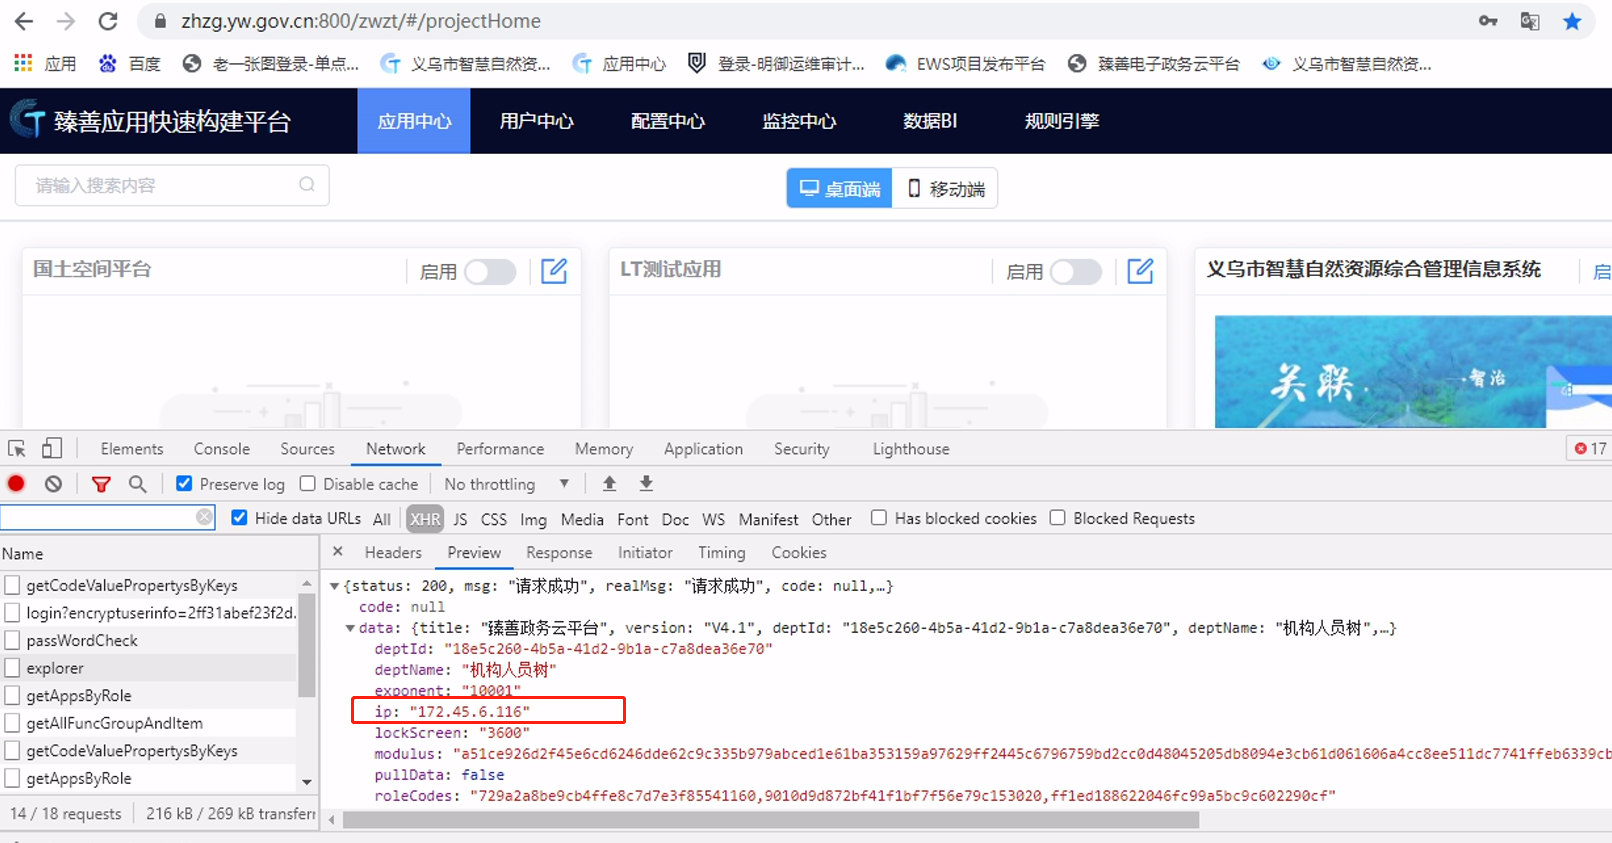 zhzg.yw.gov.cn:800/zwzt/#/projectHome
应用 百度 老一张图登录-单点... 义乌市智慧自然资... 应用中心 登录-明御运维审计... EWS项目发布平台 臻善电子政务云平台 义乌市智慧自然资...
臻善应用快速构建平台 应用中心 用户中心 配置中心 监控中心 数据BI 规则引擎
请输入搜索内容 桌面端 移动端
国土空间平台 启用 LT测试应用 启用 义乌市智慧自然资源综合管理信息系统 启
关联 智治
Elements Console Sources Network Performance Memory Application Security Lighthouse 17
Preserve log Disable cache No throttling
Hide data URLs All XHR JS CSS Img Media Font Doc WS Manifest Other Has blocked cookies Blocked Requests
Name × Headers Preview Response Initiator Timing Cookies
getCodeValuePropertysByKeys
login?encryptuserinfo=2ff31abef23f2d.
passWordCheck
explorer
getAppsByRole
getAllFuncGroupAndItem
getCodeValuePropertysByKeys
getAppsByRole
14 / 18 requests 216 kB / 269 kB transferr
{status: 200, msg: "请求成功", realMsg: "请求成功", code: null,…}
code: null
data: {title: "臻善政务云平台", version: "V4.1", deptId: "18e5c260-4b5a-41d2-9b1a-c7a8dea36e70", deptName: "机构人员树",…}
deptId: "18e5c260-4b5a-41d2-9b1a-c7a8dea36e70"
deptName: "机构人员树"
exponent: "10001"
ip: "172.45.6.116"
lockScreen: "3600"
modulus: "a51ce926d2f45e6cd6246dde62c9c335b979abced1e61ba353159a97629ff2445c6796759bd2cc0d48045205db8094e3cb61d061606a4cc8ee511dc7741ffeb6339cb
pullData: false
roleCodes: "729a2a8be9cb4ffe8c7d7e3f85541160,9010d9d872bf41f1bf7f56e79c153020,ff1ed188622046fc99a5bc9c602290cf"